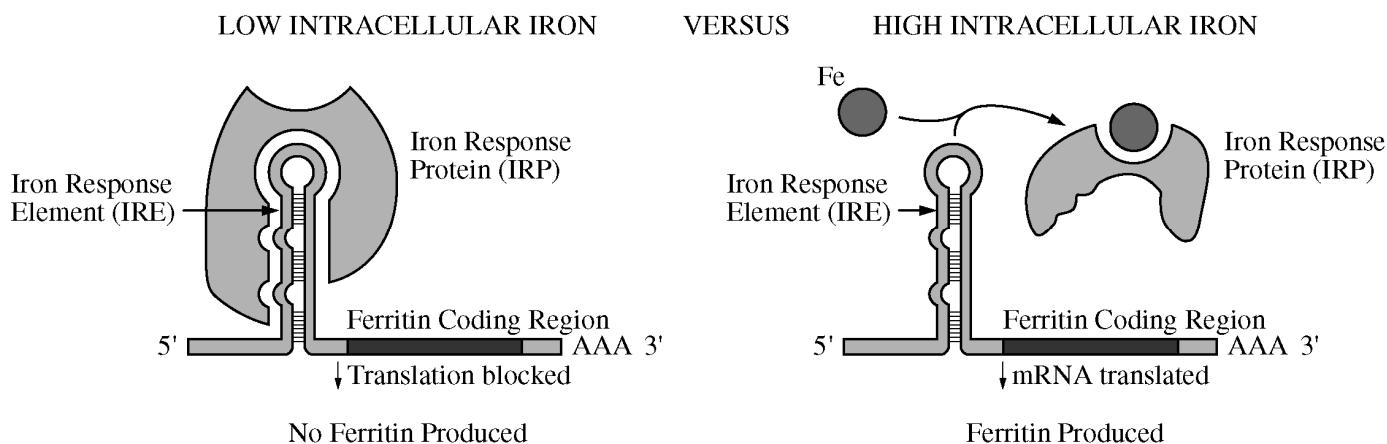 LOW INTRACELLULAR IRON VERSUS HIGH INTRACELLULAR IRON
Iron Response
Protein (IRP)
Iron Response
Element (IRE)
5' Ferritin Coding Region AAA 3'
Translation blocked
No Ferritin Produced
Fe
Iron Response
Protein (IRP)
Iron Response
Element (IRE)
5' Ferritin Coding Region AAA 3'
mRNA translated
Ferritin Produced